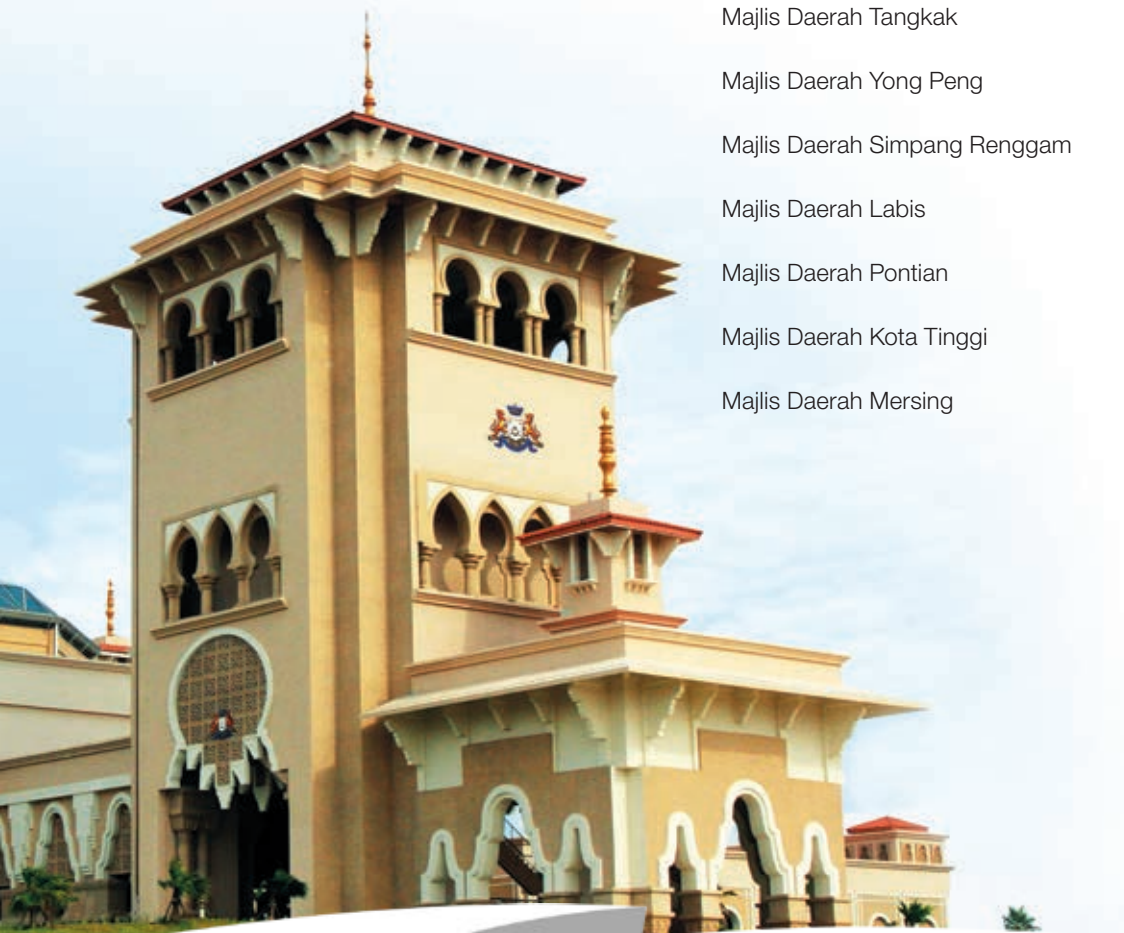 Majlis Daerah Tangkak
Majlis Daerah Yong Peng
Majlis Daerah Simpang Renggam
Majlis Daerah Labis
Majlis Daerah Pontian
Majlis Daerah Kota Tinggi
Majlis Daerah Mersing